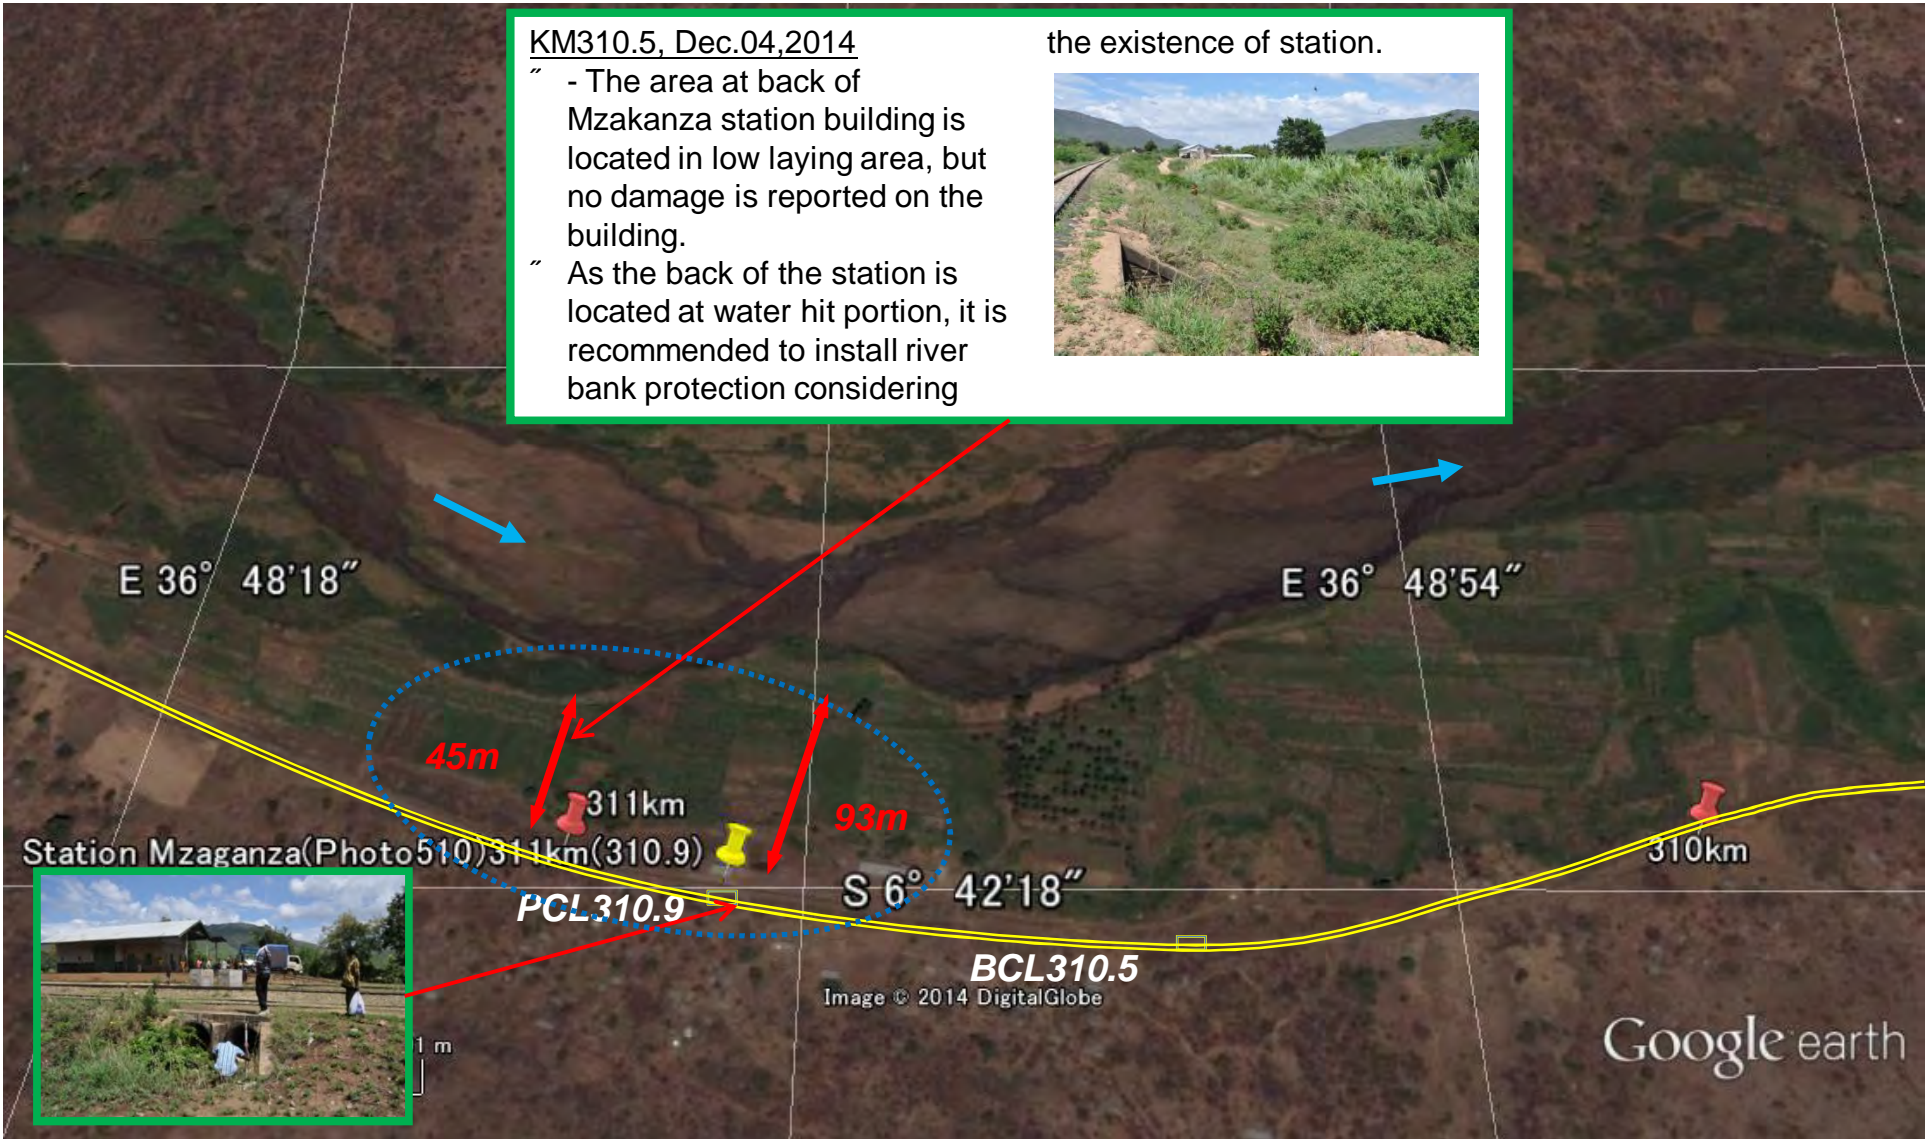 KM310.5, Dec.04,2014
˝ - The area at back of
Mzakanza station building is
located in low laying area, but
no damage is reported on the
building.
˝ As the back of the station is
located at water hit portion, it is
recommended to install river
bank protection considering
the existence of station.
E 36° 48'18˝
E 36° 48'54˝
45m
93m
311km
Station Mzaganza(Photo510)311km(310.9)
310km
PCL310.9
S 6° 42'18˝
BCL310.5
Image © 2014 DigitalGlobe
Google earth
m